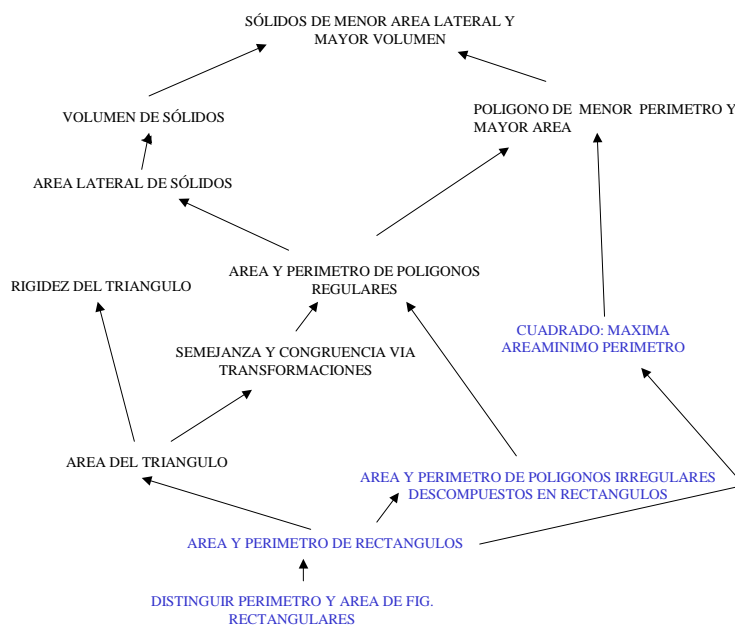 SÓLIDOS DE MENOR AREA LATERAL Y
MAYOR VOLUMEN
VOLUMEN DE SÓLIDOS
POLIGONO DE MENOR PERIMETRO Y
MAYOR AREA
AREA LATERAL DE SÓLIDOS
AREA Y PERIMETRO DE POLIGONOS
REGULARES
RIGIDEZ DEL TRIANGULO
CUADRADO: MAXIMA
AREAMINIMO PERIMETRO
SEMEJANZA Y CONGRUENCIA VIA
TRANSFORMACIONES
AREA DEL TRIANGULO
AREA Y PERIMETRO DE POLIGONOS IRREGULARES
DESCOMPUESTOS EN RECTANGULOS
AREA Y PERIMETRO DE RECTANGULOS
DISTINGUIR PERIMETRO Y AREA DE FIG.
RECTANGULARES